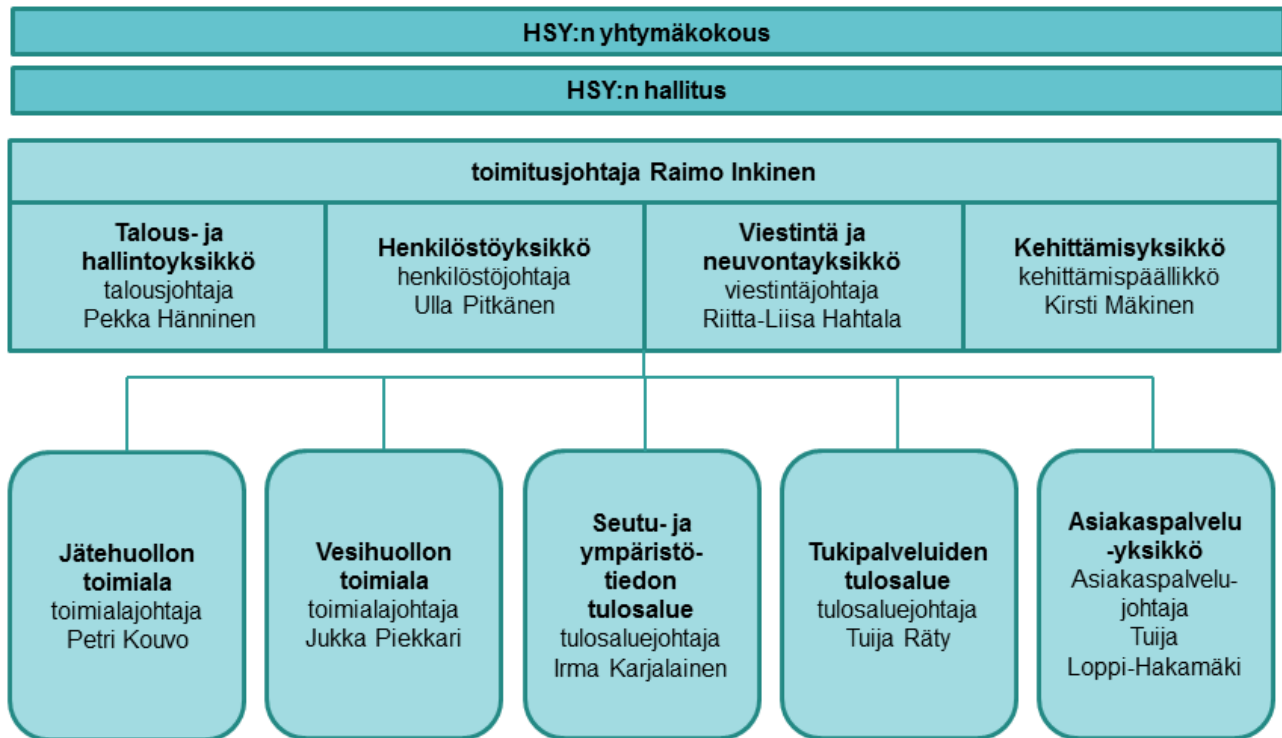 HSY:n yhtymäkokous
HSY:n hallitus
toimitusjohtaja Raimo Inkinen
Talous- ja
hallintoyksikkö
talousjohtaja
Pekka Hänninen
Henkilöstöyksikkö
henkilöstöjohtaja
Ulla Pitkänen
Viestintä ja
neuvontayksikkö
viestintäjohtaja
Riitta-Liisa Hahtala
Kehittämisyksikkö
kehittämispäällikkö
Kirsti Mäkinen
Jätehuollon
toimiala
toimialajohtaja
Petri Kouvo
Vesihuollon
toimiala
toimialajohtaja
Jukka Piekkari
Seutu- ja
ympäristö-
tiedon
tulosalue
tulosaluejohtaja
Irma Karjalainen
Tukipalveluiden
tulosalue
tulosaluejohtaja
Tuija Räty
Asiakaspalvelu
-yksikkö
Asiakaspalvelu-
johtaja
Tuija
Loppi-Hakamäki